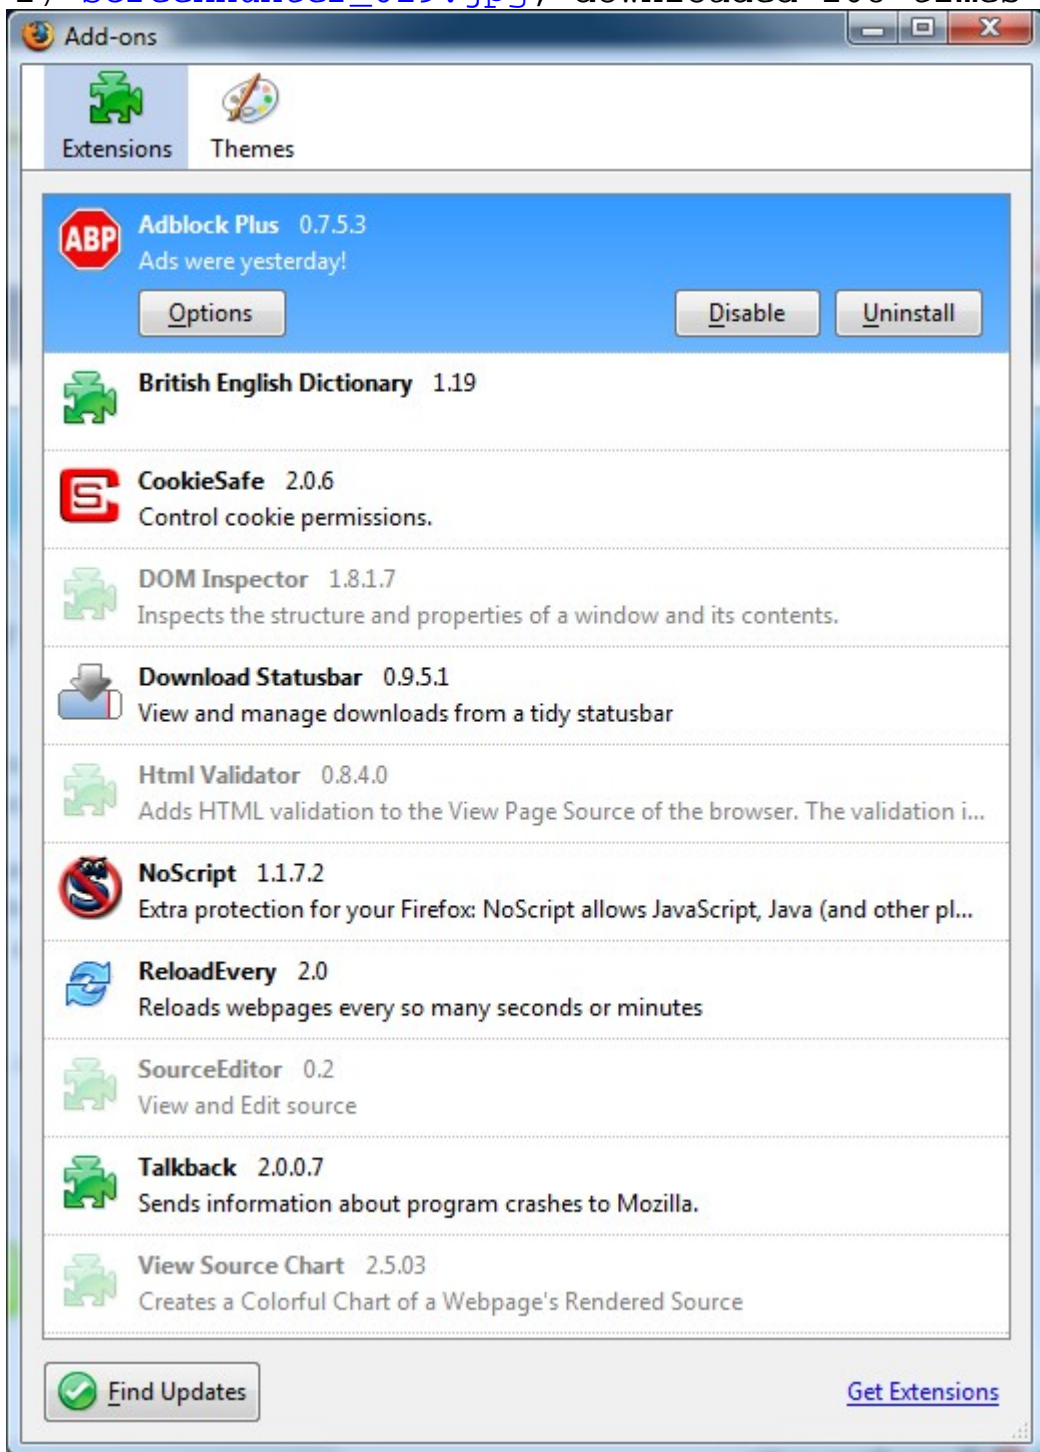 Add-ons
Extensions
Themes
ABP
Adblock Plus 0.7.5.3
Ads were yesterday!
Options
Disable
Uninstall
British English Dictionary 1.19
CookieSafe 2.0.6
Control cookie permissions.
DOM Inspector 1.8.1.7
Inspects the structure and properties of a window and its contents.
Download Statusbar 0.9.5.1
View and manage downloads from a tidy statusbar
Html Validator 0.8.4.0
Adds HTML validation to the View Page Source of the browser. The validation i...
NoScript 1.1.7.2
Extra protection for your Firefox: NoScript allows JavaScript, Java (and other pl...
ReloadEvery 2.0
Reloads webpages every so many seconds or minutes
SourceEditor 0.2
View and Edit source
Talkback 2.0.0.7
Sends information about program crashes to Mozilla.
View Source Chart 2.5.03
Creates a Colorful Chart of a Webpage's Rendered Source
Find Updates
Get Extensions